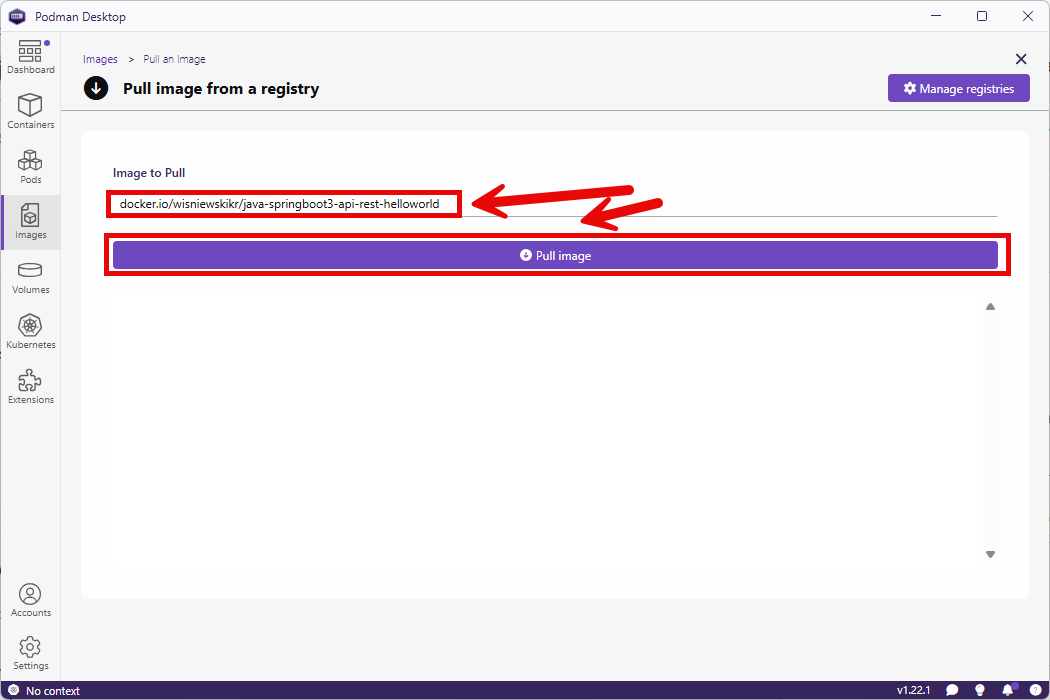 Podman Desktop
Dashboard
Containers
Pods
Images
Volumes
Kubernetes
Extensions
Accounts
Settings
Images > Pull an Image
Pull image from a registry
Manage registries
Image to Pull
docker.io/wisniewskikr/java-springboot3-api-rest-helloworld
Pull image
No context
v1.22.1